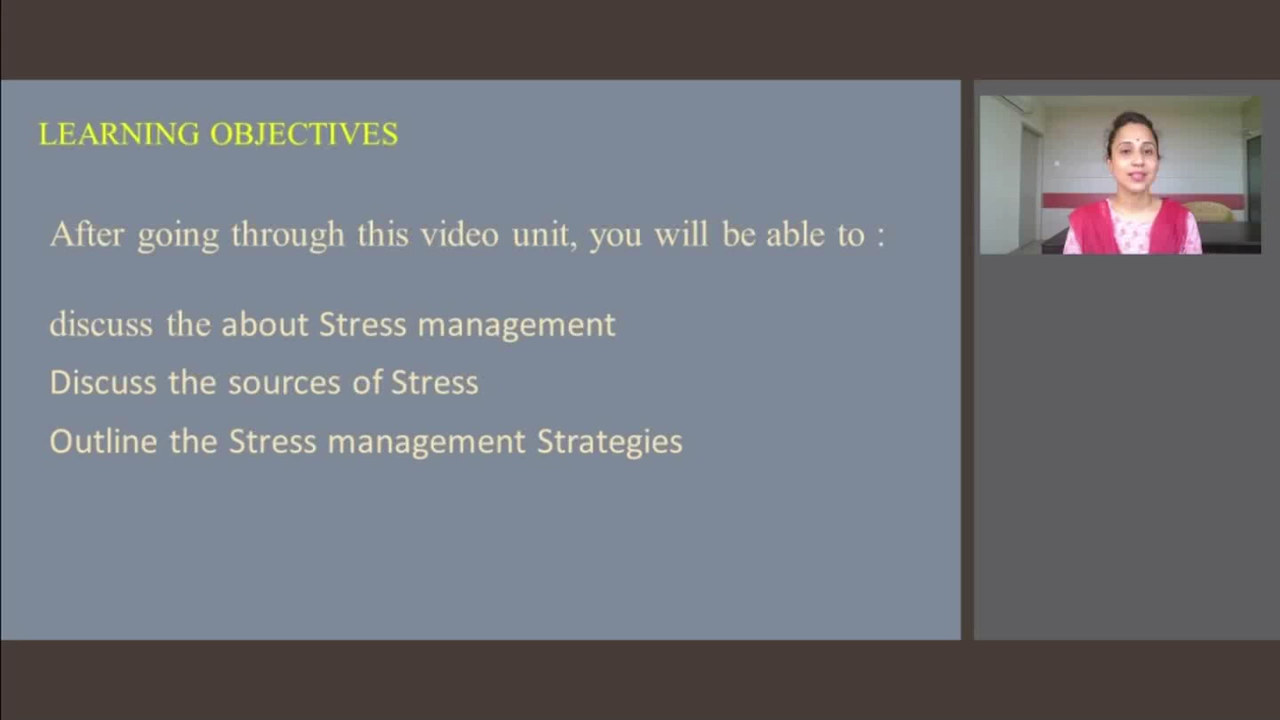 LEARNING OBJECTIVES
After going through this video unit, you will be able to :
discuss the about Stress management
Discuss the sources of Stress
Outline the Stress management Strategies